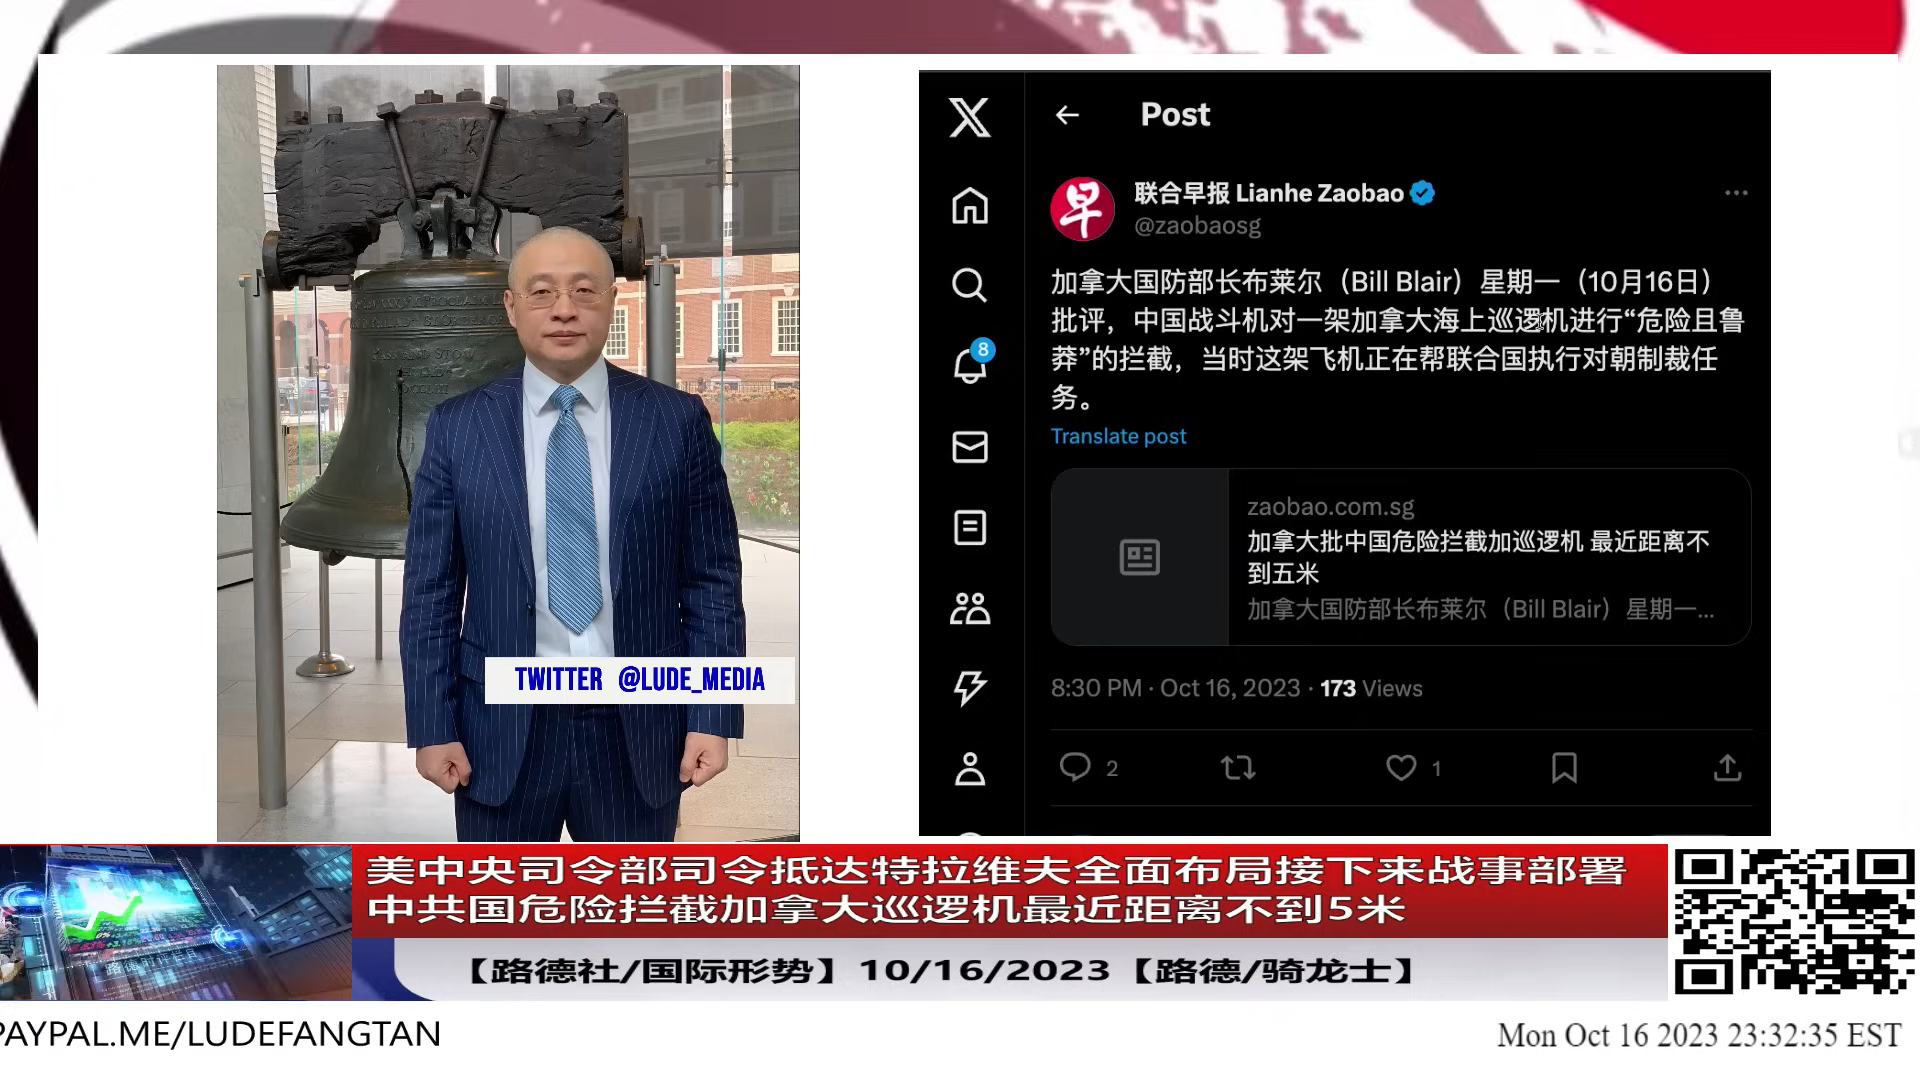 Post
联合早报 Lianhe Zaobao
@zaobaosg
加拿大国防部长布莱尔（Bill Blair）星期一（10月16日）
批评，中国战斗机对一架加拿大海上巡逻机进行“危险且鲁
莽”的拦截，当时这架飞机正在帮联合国执行对朝制裁任
务。
Translate post
zaobao.com.sg
加拿大批中国危险拦截加巡逻机 最近距离不
到五米
加拿大国防部长布莱尔（Bill Blair）星期一...
8:30 PM · Oct 16, 2023 · 173 Views
2
1
8
早
PASS AND STOW
TWITTER @LUDE_MEDIA
美中央司令部司令抵达特拉维夫全面布局接下来战事部署
中共国危险拦截加拿大巡逻机最近距离不到5米
【路德社/国际形势】10/16/2023【路德/骑龙士】
PAYPAL.ME/LUDEFANGTAN
Mon Oct 16 2023 23:32:35 EST